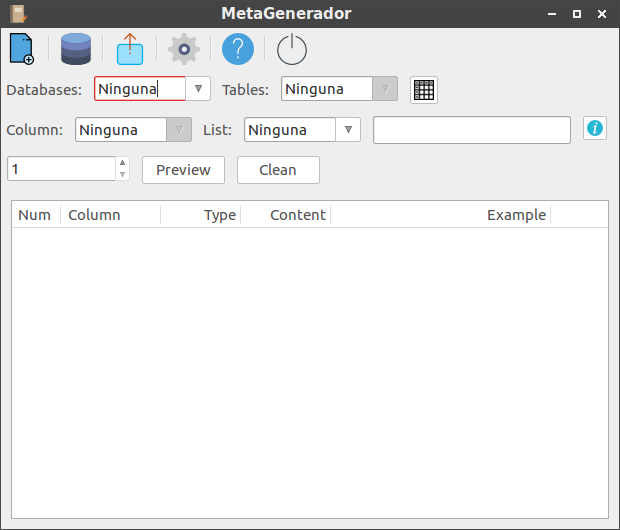 MetaGenerador
?
Databases: Ninguna Tables: Ninguna
Column: Ninguna List: Ninguna i
1 Preview Clean
Num Column Type Content Example